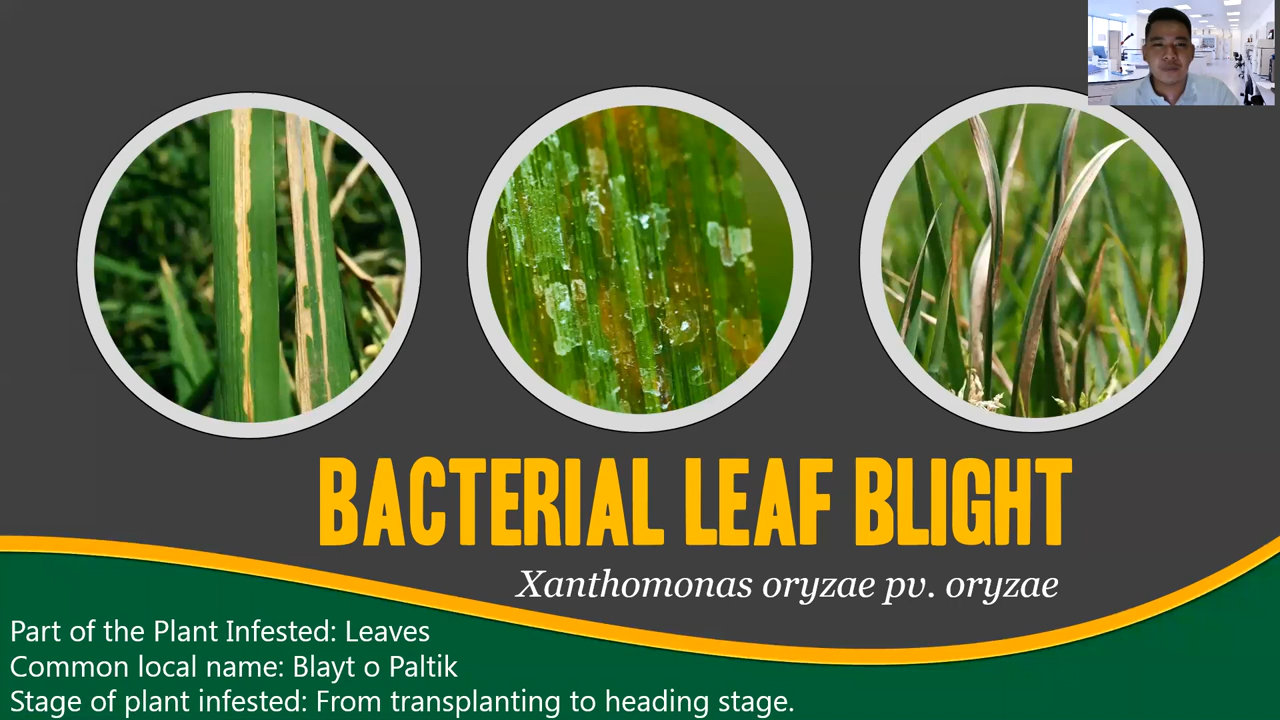 BACTERIAL LEAF BLIGHT
Xanthomonas oryzae pv. oryzae
Part of the Plant Infested: Leaves
Common local name: Blayt o Paltik
Stage of plant infested: From transplanting to heading stage.